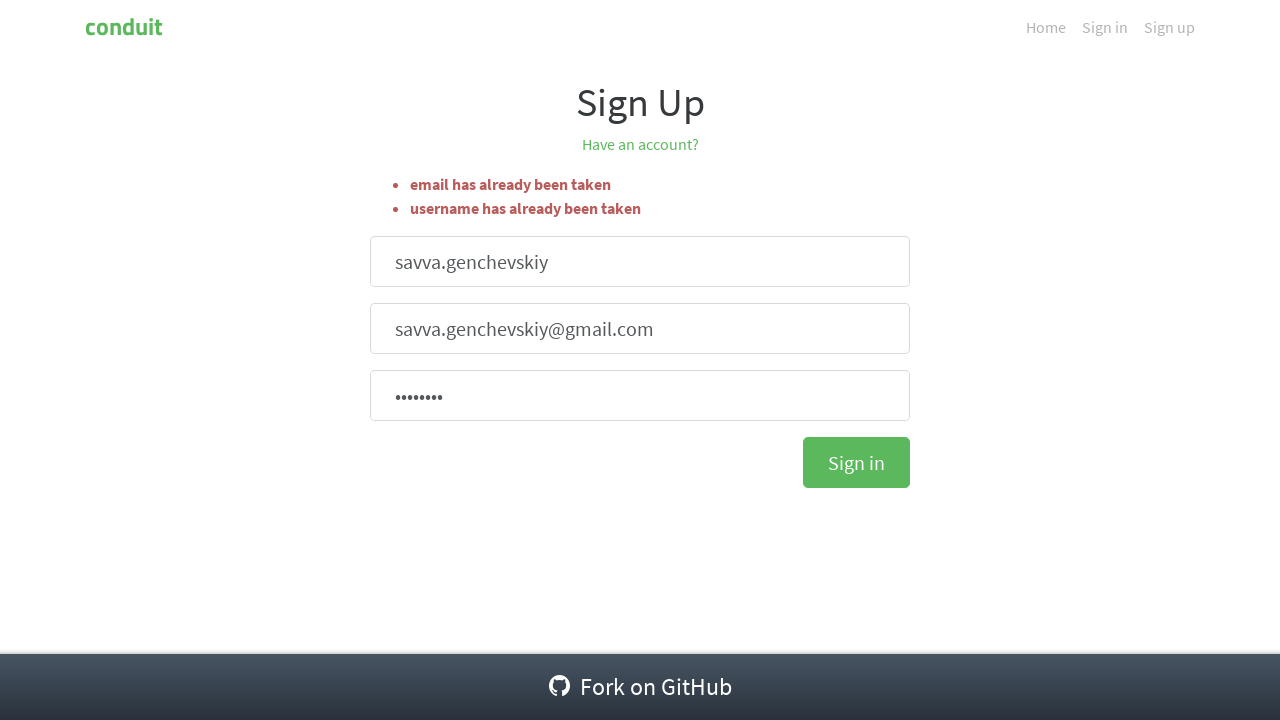 conduit
Home Sign in Sign up
Sign Up
Have an account?
• email has already been taken
• username has already been taken
savva.genchevskiy
savva.genchevskiy@gmail.com
••••••••
Sign in
Fork on GitHub